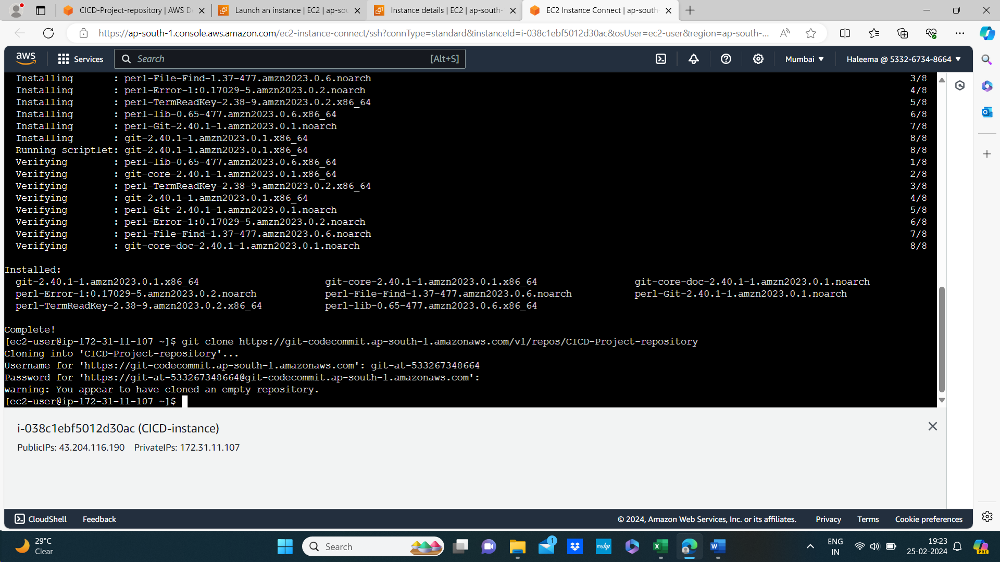 CICD-Project-repository | AWS D
Launch an instance | EC2 | ap-sou
Instance details | EC2 | ap-south-
EC2 Instance Connect | ap-south-
https://ap-south-1.console.aws.amazon.com/ec2-instance-connect/ssh?connType=standard&instanceId=i-038c1ebf5012d30ac&osUser=ec2-user&region=ap-south-...
aws
Services
Search
[Alt+S]
Mumbai
Haleema @ 5332-6734-8664
Installing : perl-File-Find-1.37-477.amzn2023.0.6.noarch 3/8
Installing : perl-Error-1:0.17029-5.amzn2023.0.2.noarch 4/8
Installing : perl-TermReadKey-2.38-9.amzn2023.0.2.x86_64 5/8
Installing : perl-lib-0.65-477.amzn2023.0.6.x86_64 6/8
Installing : perl-Git-2.40.1-1.amzn2023.0.1.noarch 7/8
Installing : git-2.40.1-1.amzn2023.0.1.x86_64 8/8
Running scriptlet: git-2.40.1-1.amzn2023.0.1.x86_64 8/8
Verifying : perl-lib-0.65-477.amzn2023.0.6.x86_64 1/8
Verifying : git-core-2.40.1-1.amzn2023.0.1.x86_64 2/8
Verifying : perl-TermReadKey-2.38-9.amzn2023.0.2.x86_64 3/8
Verifying : git-2.40.1-1.amzn2023.0.1.x86_64 4/8
Verifying : perl-Git-2.40.1-1.amzn2023.0.1.noarch 5/8
Verifying : perl-Error-1:0.17029-5.amzn2023.0.2.noarch 6/8
Verifying : perl-File-Find-1.37-477.amzn2023.0.6.noarch 7/8
Verifying : git-core-doc-2.40.1-1.amzn2023.0.1.noarch 8/8
Installed:
git-2.40.1-1.amzn2023.0.1.x86_64 git-core-2.40.1-1.amzn2023.0.1.x86_64 git-core-doc-2.40.1-1.amzn2023.0.1.noarch
perl-Error-1:0.17029-5.amzn2023.0.2.noarch perl-File-Find-1.37-477.amzn2023.0.6.noarch perl-Git-2.40.1-1.amzn2023.0.1.noarch
perl-TermReadKey-2.38-9.amzn2023.0.2.x86_64 perl-lib-0.65-477.amzn2023.0.6.x86_64
Complete!
[ec2-user@ip-172-31-11-107 ~]$ git clone https://git-codecommit.ap-south-1.amazonaws.com/v1/repos/CICD-Project-repository
Cloning into 'CICD-Project-repository'...
Username for 'https://git-codecommit.ap-south-1.amazonaws.com': git-at-533267348664
Password for 'https://git-at-533267348664@git-codecommit.ap-south-1.amazonaws.com':
warning: You appear to have cloned an empty repository.
[ec2-user@ip-172-31-11-107 ~]$
i-038c1ebf5012d30ac (CICD-instance)
PublicIPs: 43.204.116.190 PrivateIPs: 172.31.11.107
CloudShell
Feedback
© 2024, Amazon Web Services, Inc. or its affiliates.
Privacy
Terms
Cookie preferences
29°C
Clear
Search
1
myhp
X
W
ENG
IN
19:23
25-02-2024
PRE